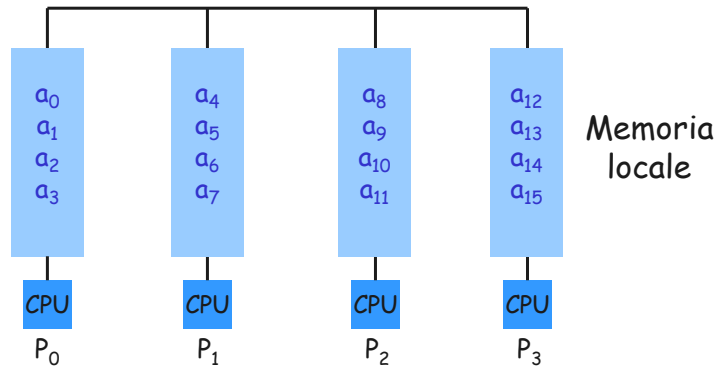 a₀ a₄ a₈ a₁₂
a₁ a₅ a₉ a₁₃
a₂ a₆ a₁₀ a₁₄
a₃ a₇ a₁₁ a₁₅
Memoria
locale
CPU CPU CPU CPU
P₀ P₁ P₂ P₃